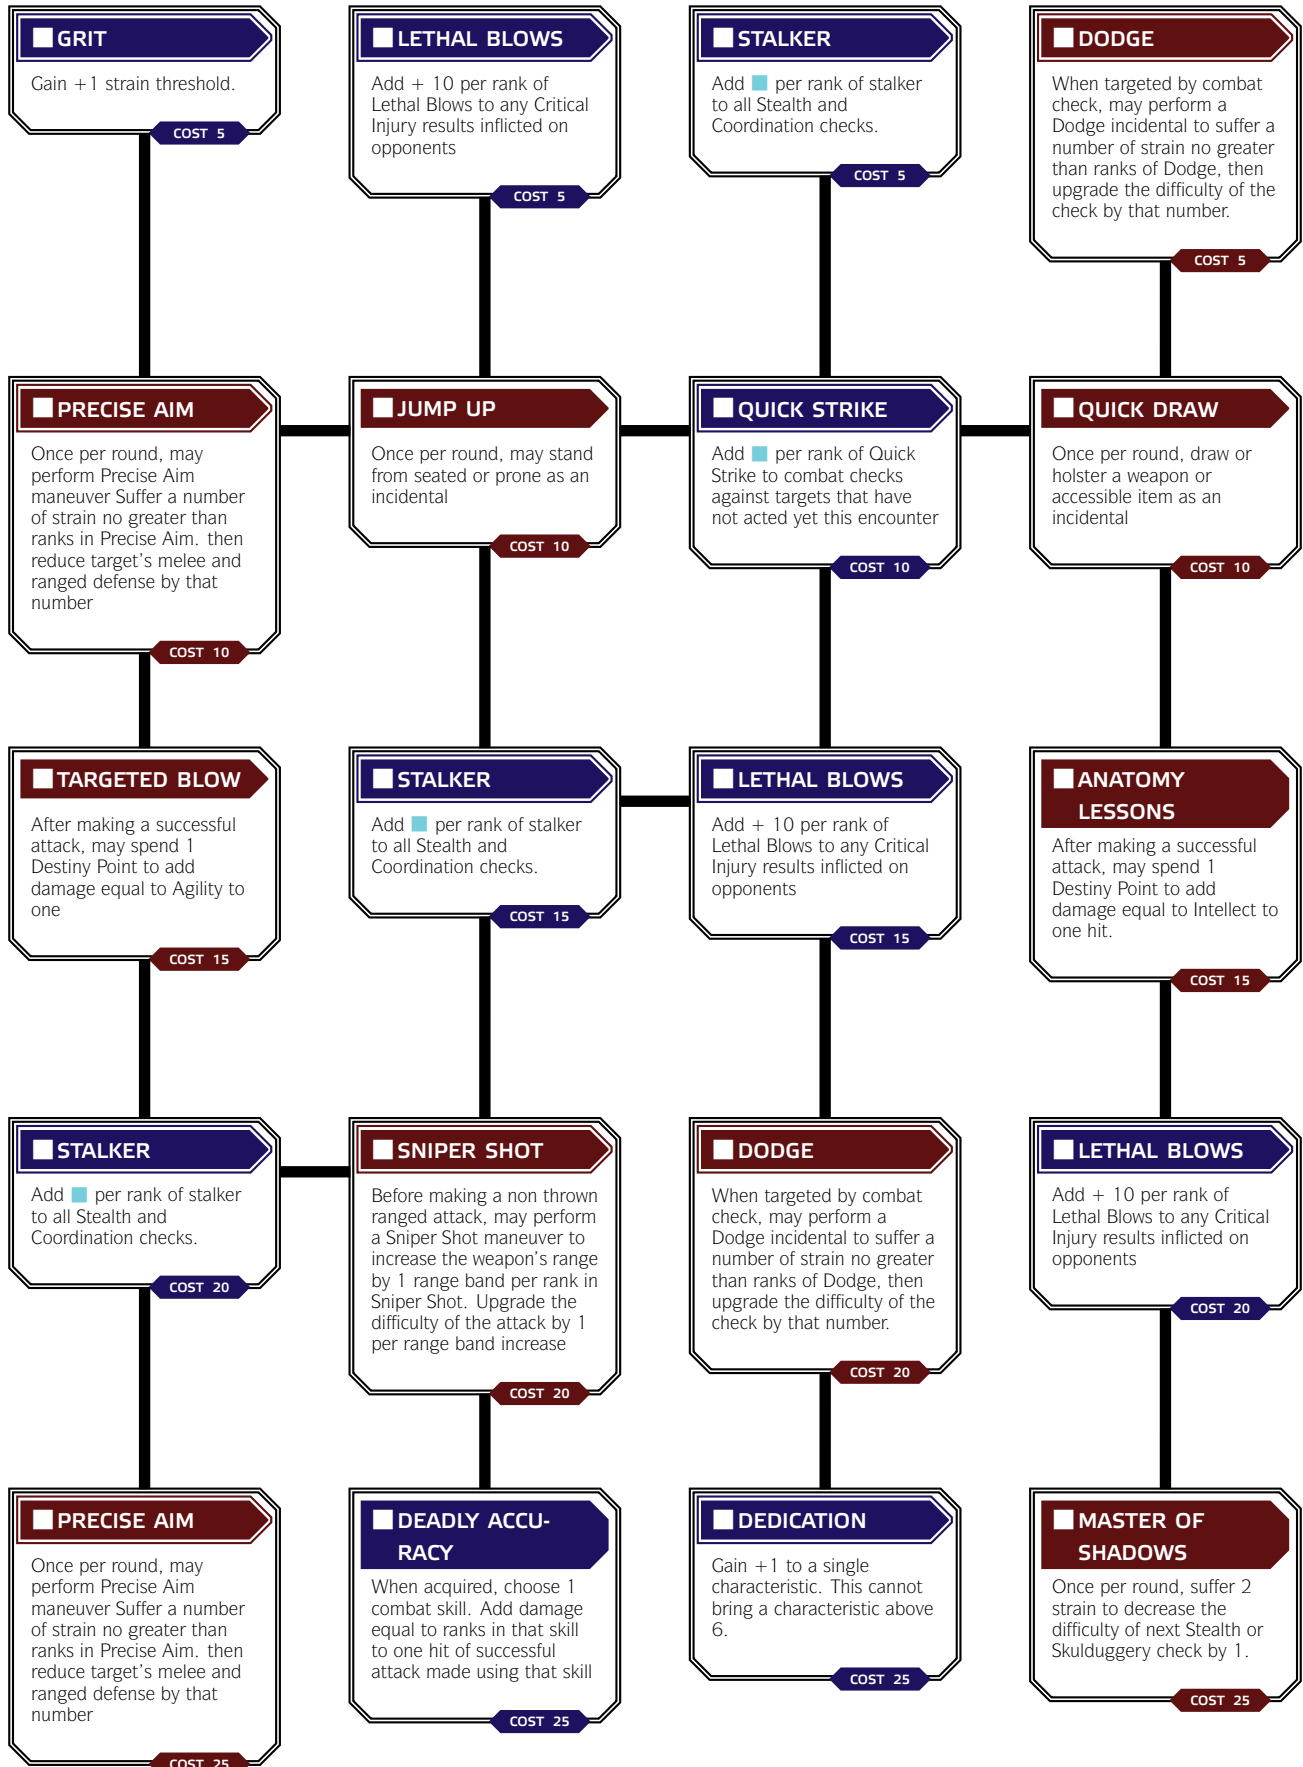 GRIT
Gain +1 strain threshold.
COST 5
LETHAL BLOWS
Add + 10 per rank of
Lethal Blows to any Critical
Injury results inflicted on
opponents
COST 5
STALKER
Add per rank of stalker
to all Stealth and
Coordination checks.
COST 5
DODGE
When targeted by combat
check, may perform a
Dodge incidental to suffer a
number of strain no greater
than ranks of Dodge, then
upgrade the difficulty of the
check by that number.
COST 5
PRECISE AIM
Once per round, may
perform Precise Aim
maneuver Suffer a number
of strain no greater than
ranks in Precise Aim. then
reduce target's melee and
ranged defense by that
number
COST 10
JUMP UP
Once per round, may stand
from seated or prone as an
incidental
COST 10
QUICK STRIKE
Add per rank of Quick
Strike to combat checks
against targets that have
not acted yet this encounter
COST 10
QUICK DRAW
Once per round, draw or
holster a weapon or
accessible item as an
incidental
COST 10
TARGETED BLOW
After making a successful
attack, may spend 1
Destiny Point to add
damage equal to Agility to
one
COST 15
STALKER
Add per rank of stalker
to all Stealth and
Coordination checks.
COST 15
LETHAL BLOWS
Add + 10 per rank of
Lethal Blows to any Critical
Injury results inflicted on
opponents
COST 15
ANATOMY
LESSONS
After making a successful
attack, may spend 1
Destiny Point to add
damage equal to Intellect to
one hit.
COST 15
STALKER
Add per rank of stalker
to all Stealth and
Coordination checks.
COST 20
SNIPER SHOT
Before making a non thrown
ranged attack, may perform
a Sniper Shot maneuver to
increase the weapon's range
by 1 range band per rank in
Sniper Shot. Upgrade the
difficulty of the attack by 1
per range band increase
COST 20
DODGE
When targeted by combat
check, may perform a
Dodge incidental to suffer a
number of strain no greater
than ranks of Dodge, then
upgrade the difficulty of the
check by that number.
COST 20
LETHAL BLOWS
Add + 10 per rank of
Lethal Blows to any Critical
Injury results inflicted on
opponents
COST 20
PRECISE AIM
Once per round, may
perform Precise Aim
maneuver Suffer a number
of strain no greater than
ranks in Precise Aim. then
reduce target's melee and
ranged defense by that
number
COST 25
DEADLY ACCU-
RACY
When acquired, choose 1
combat skill. Add damage
equal to ranks in that skill
to one hit of successful
attack made using that skill
COST 25
DEDICATION
Gain +1 to a single
characteristic. This cannot
bring a characteristic above
6.
COST 25
MASTER OF
SHADOWS
Once per round, suffer 2
strain to decrease the
difficulty of next Stealth or
Skulduggery check by 1.
COST 25